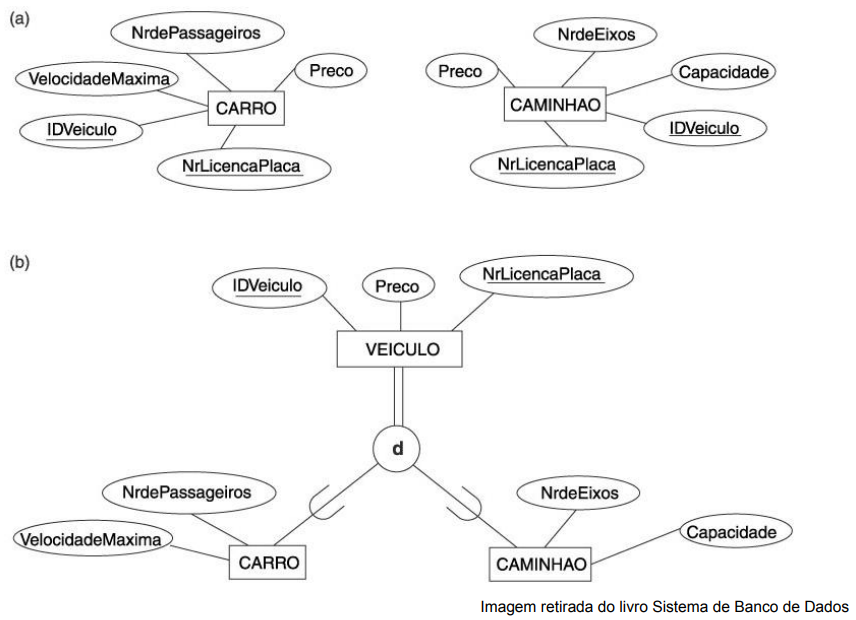 (a)
NrdePassageiros
NrdeEixos
VelocidadeMaxima
Preco
Preco
Capacidade
CARRO
CAMINHAO
IDVeiculo
IDVeiculo
NrLicencaPlaca
NrLicencaPlaca
(b)
IDVeiculo
Preco
NrLicencaPlaca
VEICULO
d
NrdePassageiros
NrdeEixos
VelocidadeMaxima
Capacidade
CARRO
CAMINHAO
Imagem retirada do livro Sistema de Banco de Dados